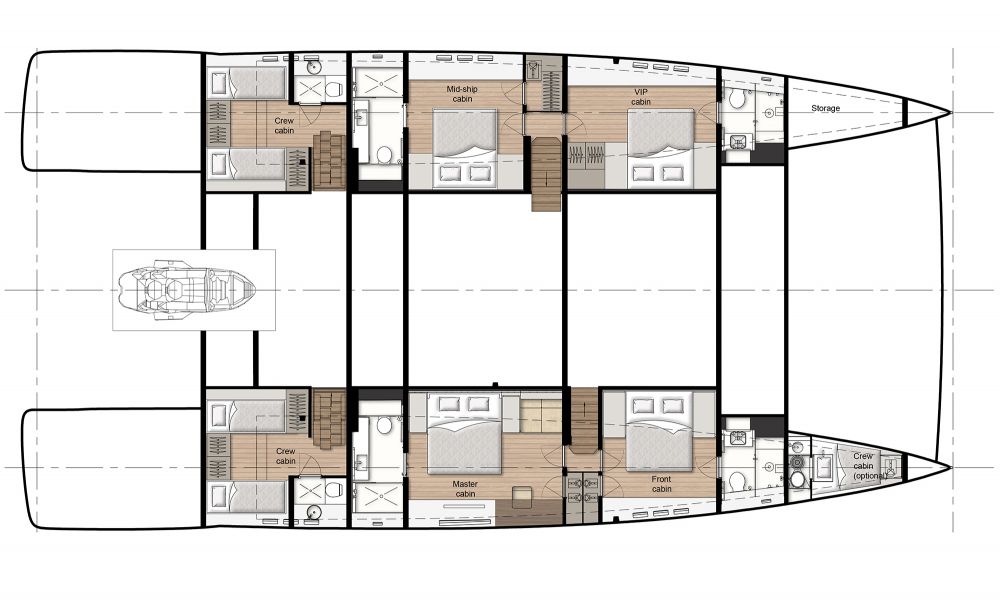 Crew
cabin
Mid-ship
cabin
VIP
cabin
Storage
Crew
cabin
Master
cabin
Front
cabin
Crew
cabin
(optional)